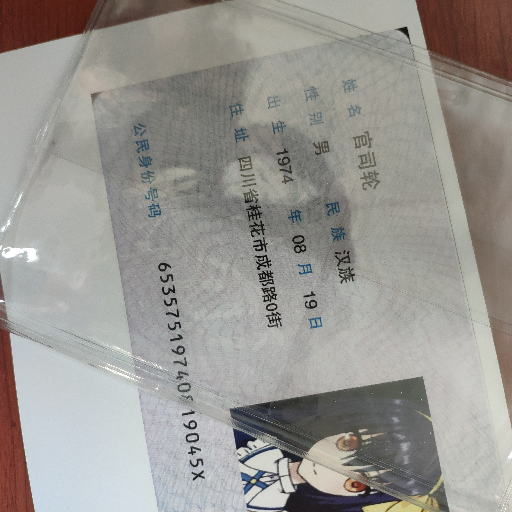 姓名 官司轮
性别 男 民族 汉族
出生 1974 年 08 月 19 日
住址 四川省桂花市成都路0街
公民身份号码 65357519740819045X